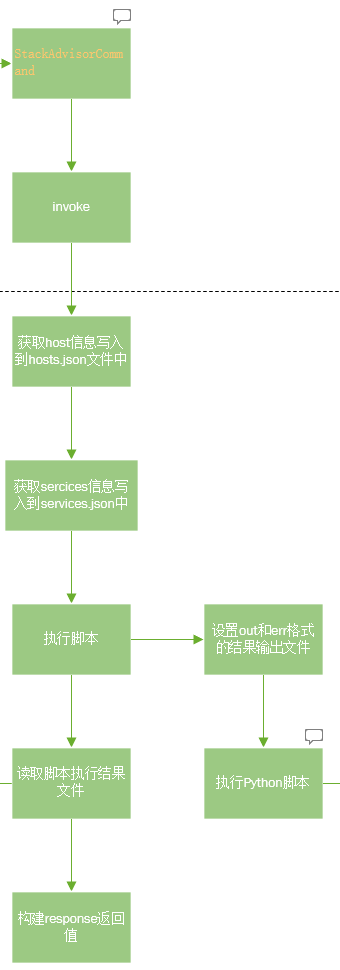 StackAdvisorComm
and
invoke
获取host信息写入
到hosts.json文件中
获取sercices信息写
入到services.json中
执行脚本
设置out和err格式
的结果输出文件
读取脚本执行结果
文件
执行Python脚本
构建response返回
值